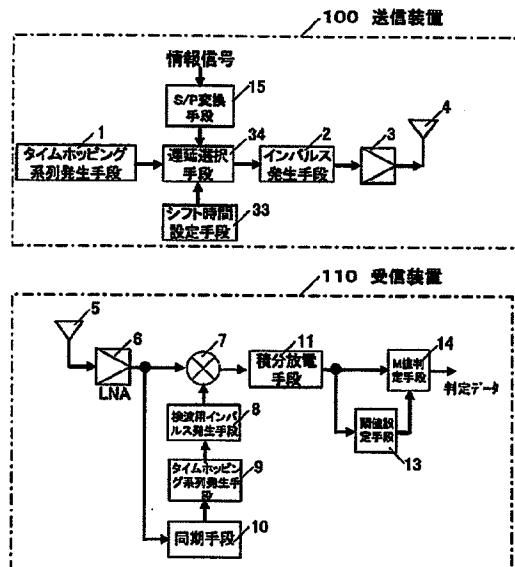 100 送信装置
情報信号
15
S/P変換
手段
4
1
34
2
3
タイムホッピング
系列発生手段
遅延選択
手段
インパルス
発生手段
シフト時間
設定手段
33
110 受信装置
5
6
7
11
14
積分放電
手段
M値判
定手段
判定データ
LNA
8
検波用インパ
ルス発生手段
閾値設
定手段
13
9
タイムホッピン
グ系列発生手
段
10
同期手段